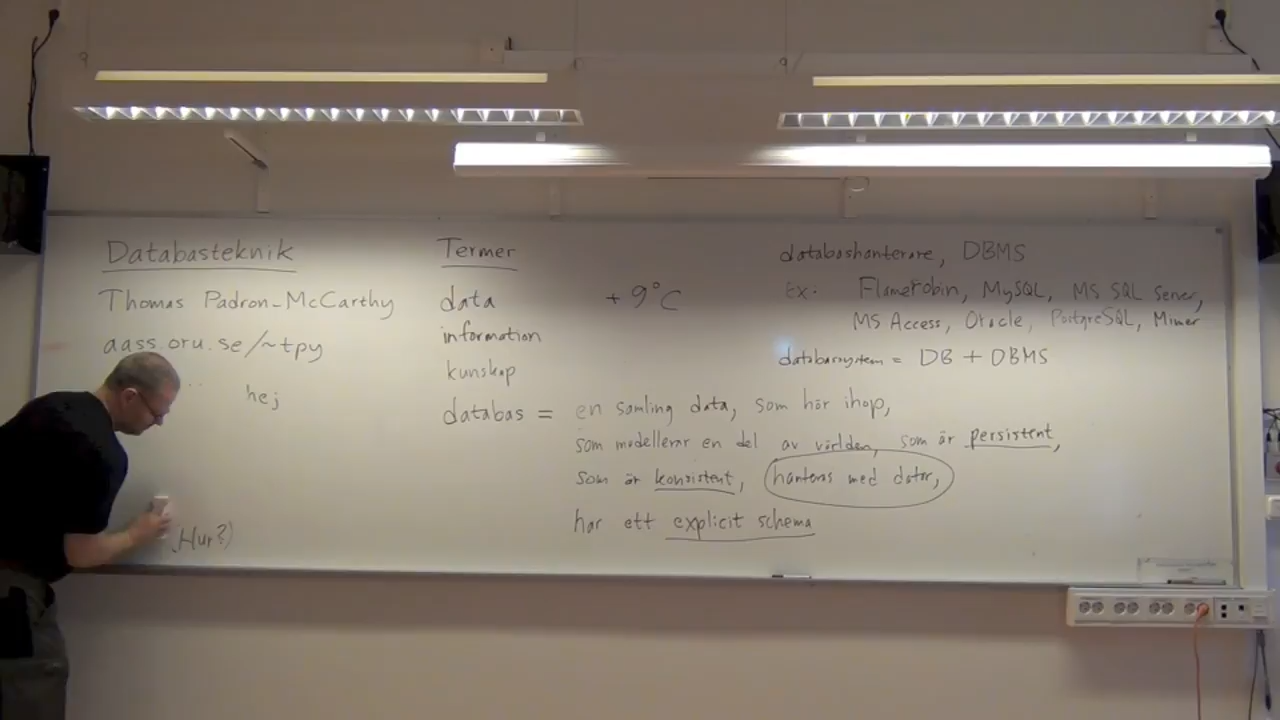 Databasteknik
Thomas Padron-McCarthy
aass.oru.se/~tpy
hej
Hur?)
Termer
data
+9°C
information
kunskap
databas = en samling data, som hör ihop,
som modellerar en del av världen, som är persistent,
som är konsistent, hanteras med dator,
har ett explicit schema
databashanterare, DBMS
Ex: Flamerobin, MySQL, MS SQL Server,
MS Access, Oracle, PostgreSQL, Mimer
databassystem = DB + DBMS